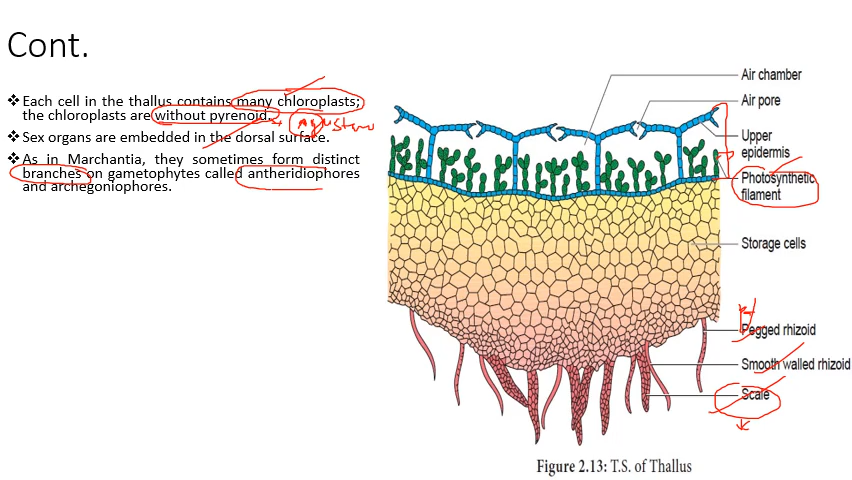 Cont.
❖Each cell in the thallus contains many chloroplasts;
the chloroplasts are without pyrenoid.
❖Sex organs are embedded in the dorsal surface.
❖As in Marchantia, they sometimes form distinct
branches on gametophytes called antheridiophores
and archegoniophores.
Air chamber
Air pore
Upper
epidermis
Photosynthetic
filament
Storage cells
Pegged rhizoid
Smooth walled rhizoid
Scale
Figure 2.13: T.S. of Thallus